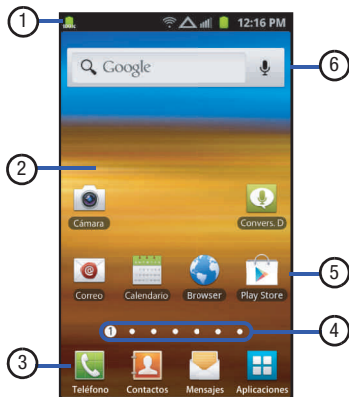 1
12:16 PM
Google
6
2
Cámara
Convers. D
Correo
Calendario
Browser
Play Store
5
1
4
3
Teléfono
Contactos
Mensajes
Aplicaciones